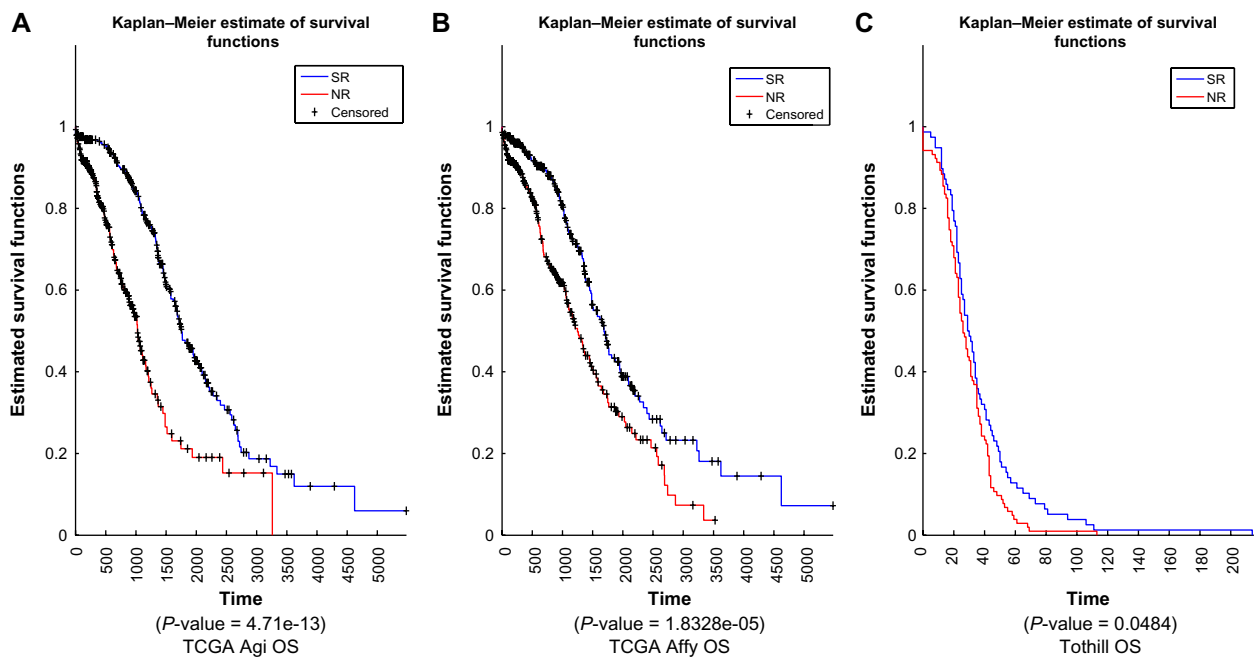 A
Kaplan–Meier estimate of survival
functions
SR
NR
Censored
Estimated survival functions
1
0.8
0.6
0.4
0.2
0
0
500
1000
1500
2000
2500
3000
3500
4500
5000
Time
(P-value = 4.71e-13)
TCGA Agi OS
B
Kaplan–Meier estimate of survival
functions
SR
NR
Censored
Estimated survival functions
1
0.8
0.6
0.4
0.2
0
0
500
1000
1500
2000
2500
3000
3500
4500
5000
Time
(P-value = 1.8328e-05)
TCGA Affy OS
C
Kaplan–Meier estimate of survival
functions
SR
NR
Estimated survival functions
1
0.8
0.6
0.4
0.2
0
0
20
40
60
80
100
120
140
160
180
200
Time
(P-value = 0.0484)
Tothill OS